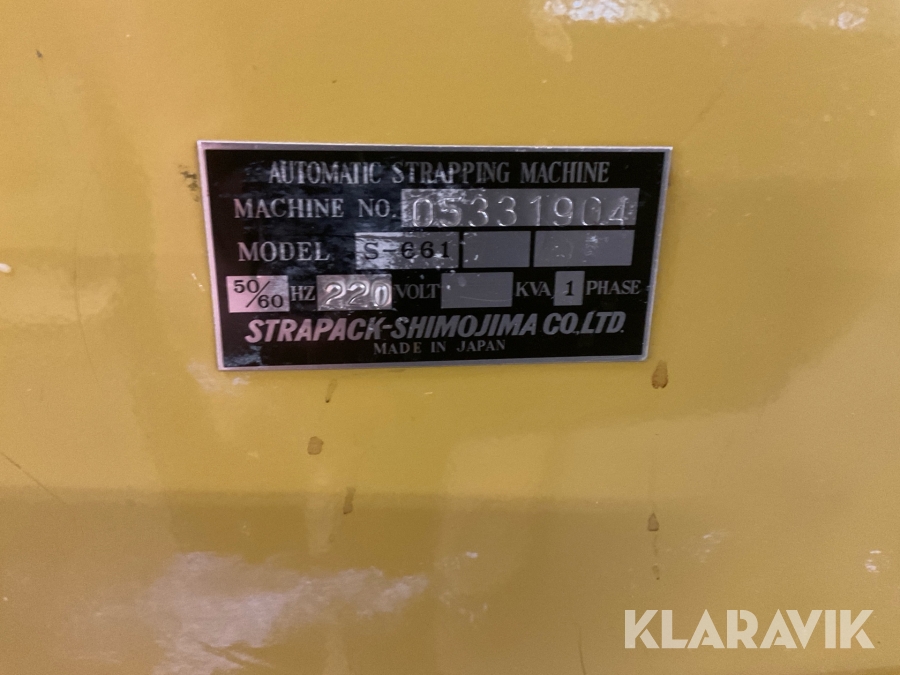 AUTOMATIC STRAPPING MACHINE
MACHINE NO. 05331904
MODEL S-661
50/60 HZ 220 VOLT KVA 1 PHASE
STRAPACK-SHIMOJIMA CO.,LTD.
MADE IN JAPAN
KLARAVIK